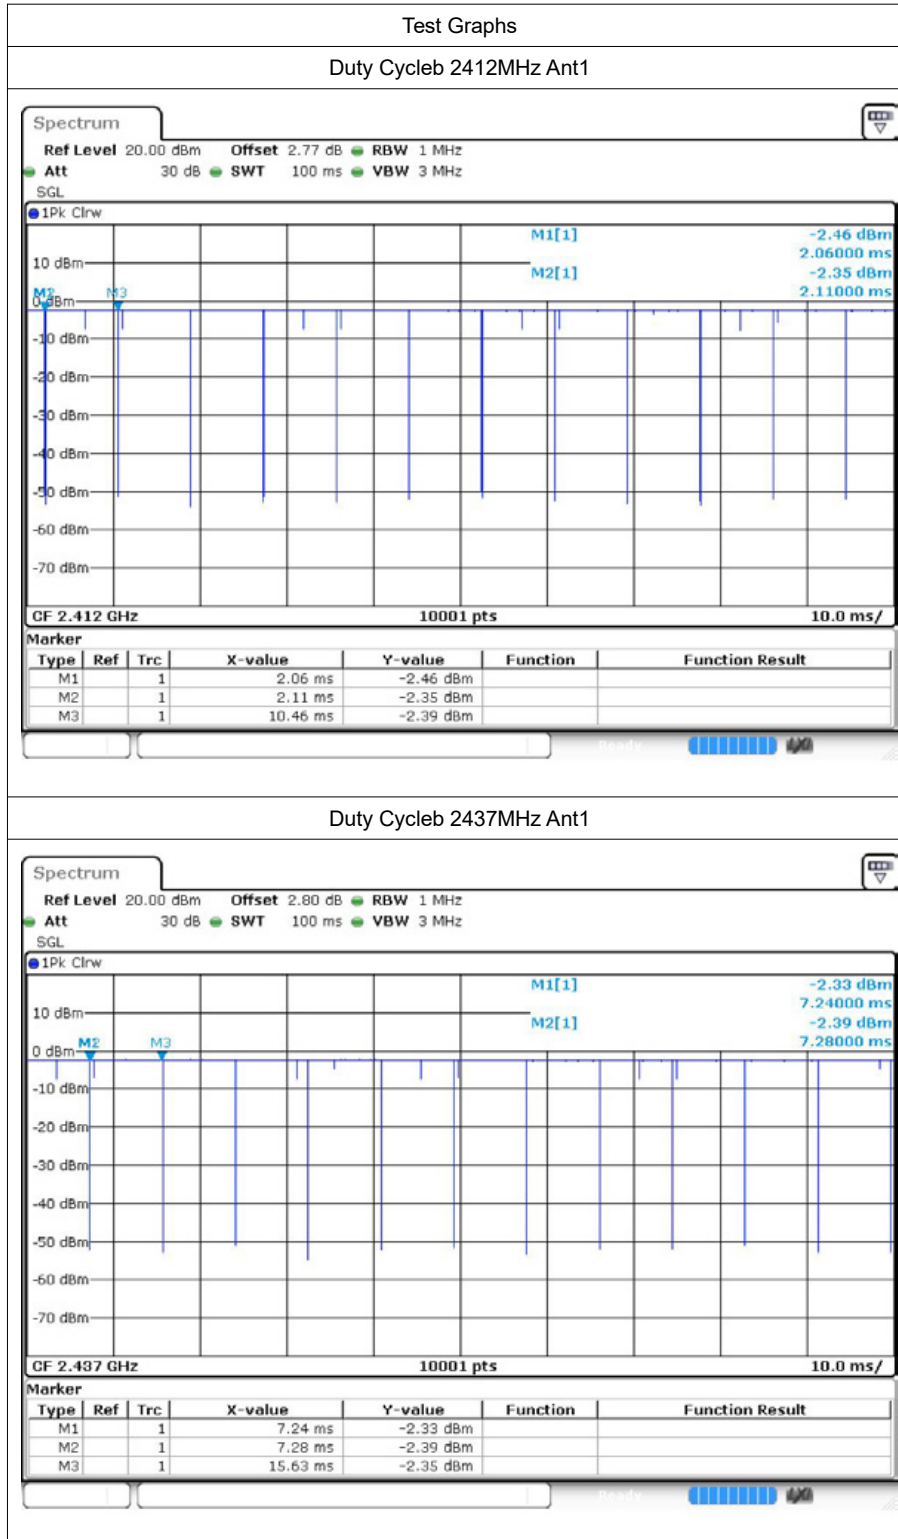 Test Graphs
Duty Cycleb 2412MHz Ant1
Spectrum
Ref Level 20.00 dBm Offset 2.77 dB RBW 1 MHz
Att 30 dB SWT 100 ms VBW 3 MHz
SGL
1Pk Clrw
M1[1] -2.46 dBm
2.06000 ms
10 dBm
M2[1] -2.35 dBm
2.11000 ms
M2 M3
0 dBm
-10 dBm
-20 dBm
-30 dBm
-40 dBm
-50 dBm
-60 dBm
-70 dBm
CF 2.412 GHz 10001 pts 10.0 ms/
Marker
Type Ref Trc X-value Y-value Function Function Result
M1 1 2.06 ms -2.46 dBm
M2 1 2.11 ms -2.35 dBm
M3 1 10.46 ms -2.39 dBm
Ready
Duty Cycleb 2437MHz Ant1
Spectrum
Ref Level 20.00 dBm Offset 2.80 dB RBW 1 MHz
Att 30 dB SWT 100 ms VBW 3 MHz
SGL
1Pk Clrw
M1[1] -2.33 dBm
7.24000 ms
10 dBm
M2[1] -2.39 dBm
7.28000 ms
M2 M3
0 dBm
-10 dBm
-20 dBm
-30 dBm
-40 dBm
-50 dBm
-60 dBm
-70 dBm
CF 2.437 GHz 10001 pts 10.0 ms/
Marker
Type Ref Trc X-value Y-value Function Function Result
M1 1 7.24 ms -2.33 dBm
M2 1 7.28 ms -2.39 dBm
M3 1 15.63 ms -2.35 dBm
Ready